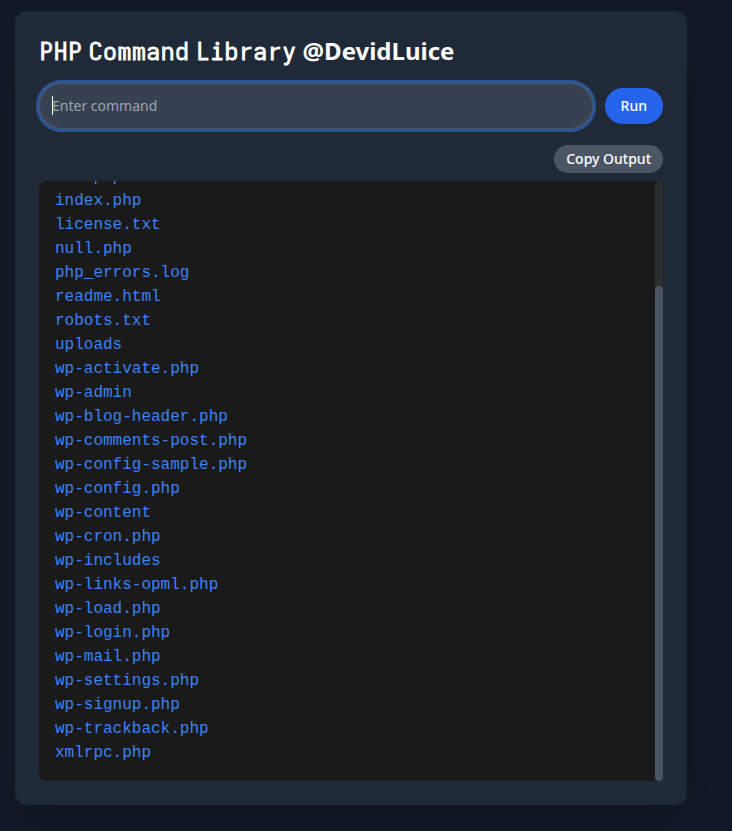 PHP Command Library @DevidLuice
Enter command
Run
Copy Output
index.php
license.txt
null.php
php_errors.log
readme.html
robots.txt
uploads
wp-activate.php
wp-admin
wp-blog-header.php
wp-comments-post.php
wp-config-sample.php
wp-config.php
wp-content
wp-cron.php
wp-includes
wp-links-opml.php
wp-load.php
wp-login.php
wp-mail.php
wp-settings.php
wp-signup.php
wp-trackback.php
xmlrpc.php